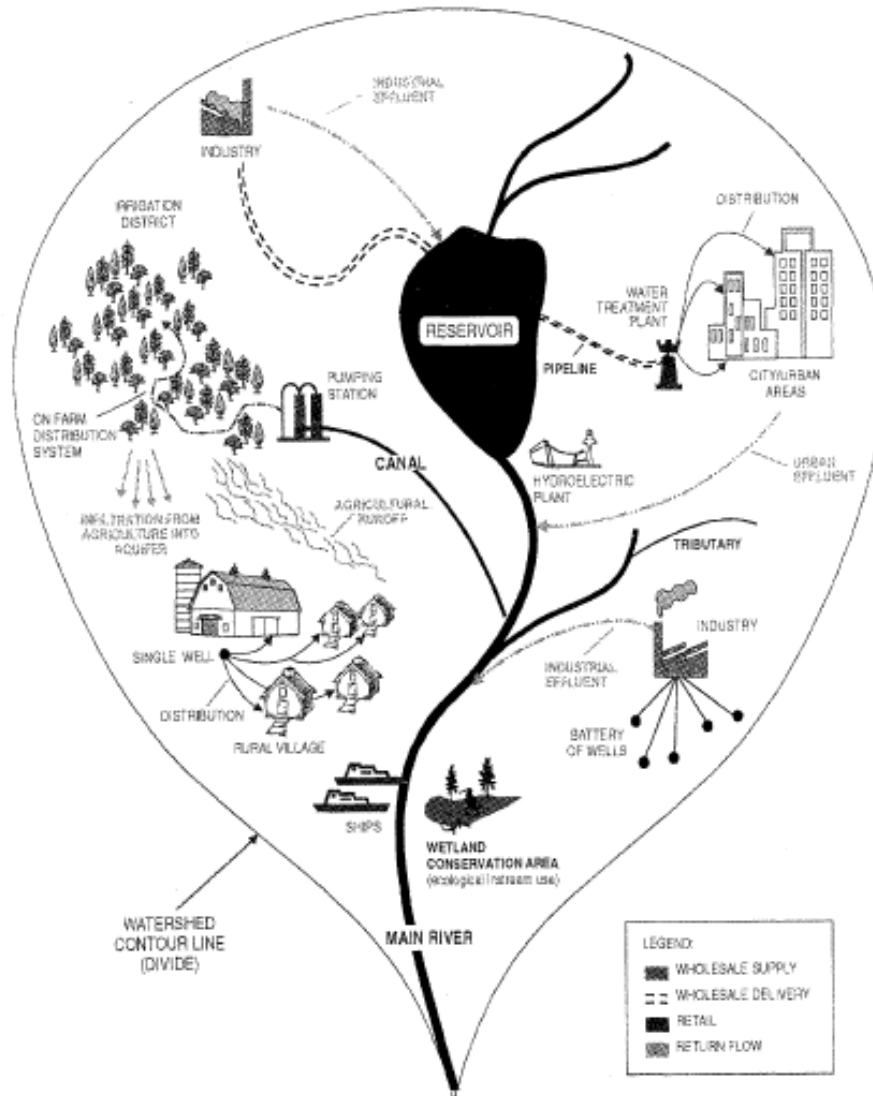 INDUSTRIAL
EFFLUENT
INDUSTRY
IRRIGATION
DISTRICT
DISTRIBUTION
WATER
TREATMENT
PLANT
RESERVOIR
PIPELINE
CITY/URBAN
AREAS
PUMPING
STATION
ON FARM
DISTRIBUTION
SYSTEM
CANAL
HYDROELECTRIC
PLANT
URBAN
EFFLUENT
AGRICULTURAL
RUNOFF
INFILTRATION FROM
AGRICULTURE INTO
AQUIFER
TRIBUTARY
INDUSTRY
SINGLE WELL
INDUSTRIAL
EFFLUENT
DISTRIBUTION
RURAL VILLAGE
BATTERY
OF WELLS
SHIPS
WETLAND
CONSERVATION AREA
(ecological instream use)
WATERSHED
CONTOUR LINE
(DIVIDE)
MAIN RIVER
LEGEND:
WHOLESALE SUPPLY
WHOLESALE DELIVERY
RETAIL
RETURN FLOW